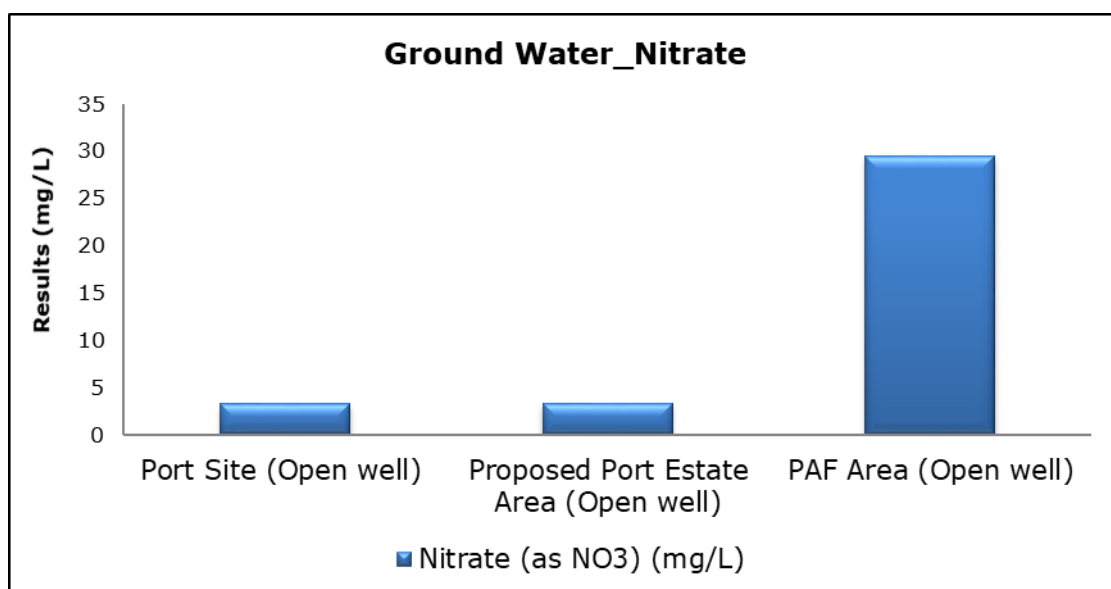 Ground Water_Nitrate
Results (mg/L)
35
30
25
20
15
10
5
0
Port Site (Open well)
Proposed Port Estate
Area (Open well)
PAF Area (Open well)
Nitrate (as NO3) (mg/L)